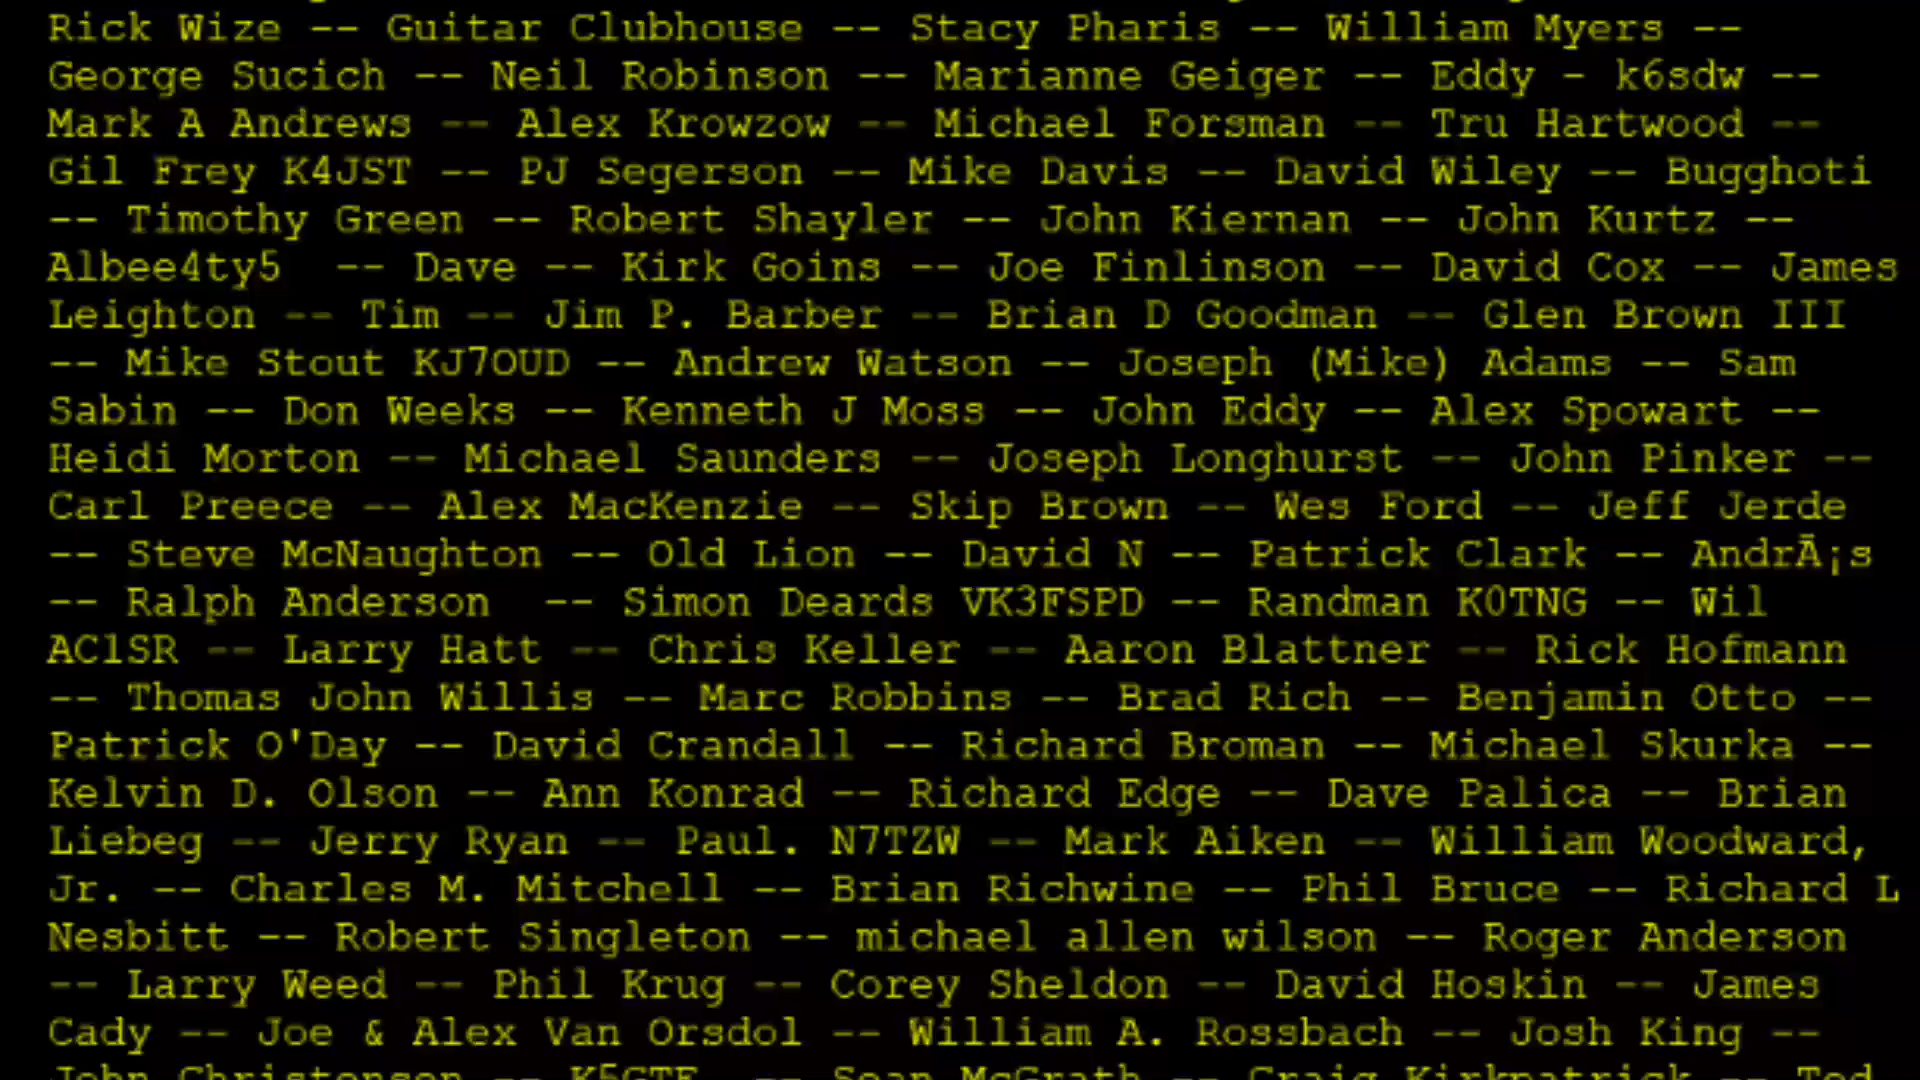 Rick Wize -- Guitar Clubhouse -- Stacy Pharis -- William Myers --
George Sucich -- Neil Robinson -- Marianne Geiger -- Eddy - k6sdw --
Mark A Andrews -- Alex Krowzow -- Michael Forsman -- Tru Hartwood --
Gil Frey K4JST -- PJ Segerson -- Mike Davis -- David Wiley -- Bugghoti
-- Timothy Green -- Robert Shayler -- John Kiernan -- John Kurtz --
Albee4ty5  -- Dave -- Kirk Goins -- Joe Finlinson -- David Cox -- James
Leighton -- Tim -- Jim P. Barber -- Brian D Goodman -- Glen Brown III
-- Mike Stout KJ7OUD -- Andrew Watson -- Joseph (Mike) Adams -- Sam
Sabin -- Don Weeks -- Kenneth J Moss -- John Eddy -- Alex Spowart --
Heidi Morton -- Michael Saunders -- Joseph Longhurst -- John Pinker --
Carl Preece -- Alex MacKenzie -- Skip Brown -- Wes Ford -- Jeff Jerde
-- Steve McNaughton -- Old Lion -- David N -- Patrick Clark -- AndrÃ¡s
-- Ralph Anderson  -- Simon Deards VK3FSPD -- Randman K0TNG -- Wil
AC1SR -- Larry Hatt -- Chris Keller -- Aaron Blattner -- Rick Hofmann
-- Thomas John Willis -- Marc Robbins -- Brad Rich -- Benjamin Otto --
Patrick O'Day -- David Crandall -- Richard Broman -- Michael Skurka --
Kelvin D. Olson -- Ann Konrad -- Richard Edge -- Dave Palica -- Brian
Liebeg -- Jerry Ryan -- Paul. N7TZW -- Mark Aiken -- William Woodward,
Jr. -- Charles M. Mitchell -- Brian Richwine -- Phil Bruce -- Richard L
Nesbitt -- Robert Singleton -- michael allen wilson -- Roger Anderson
-- Larry Weed -- Phil Krug -- Corey Sheldon -- David Hoskin -- James
Cady -- Joe & Alex Van Orsdol -- William A. Rossbach -- Josh King --
John Christensen -- -- Sean McGrath -- Craig Kirkpatrick -- Ted